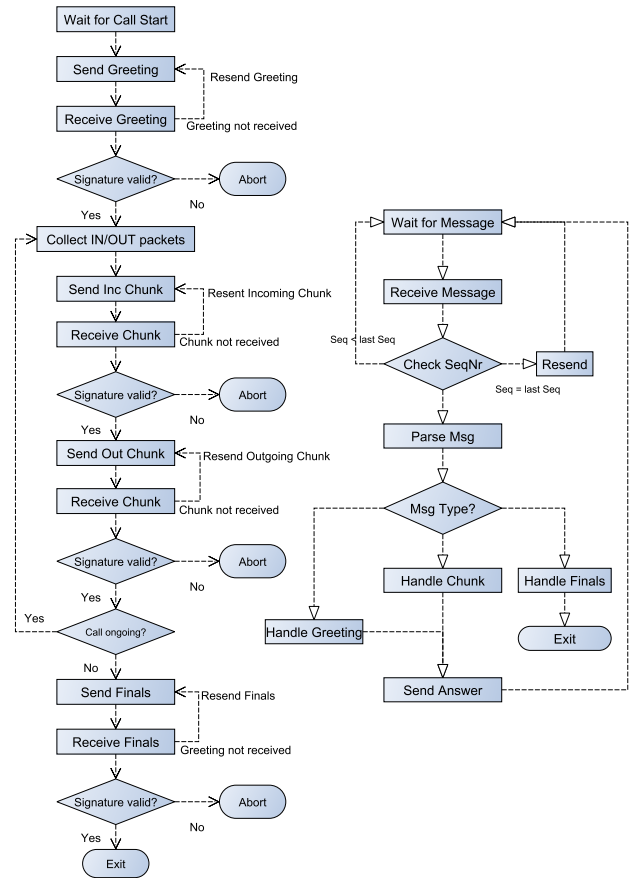 Wait for Call Start
Send Greeting
Resend Greeting
Receive Greeting
Greeting not received
Signature valid?
Abort
No
Yes
Collect IN/OUT packets
Send Inc Chunk
Resent Incoming Chunk
Receive Chunk
Chunk not received
Signature valid?
Abort
No
Yes
Send Out Chunk
Resend Outgoing Chunk
Receive Chunk
Chunk not received
Signature valid?
Abort
No
Yes
Call ongoing?
Yes
No
Send Finals
Resend Finals
Receive Finals
Greeting not received
Signature valid?
Abort
No
Yes
Exit
Wait for Message
Receive Message
Seq < last Seq
Check SeqNr
Resend
Seq = last Seq
Parse Msg
Msg Type?
Handle Chunk
Handle Finals
Handle Greeting
Exit
Send Answer